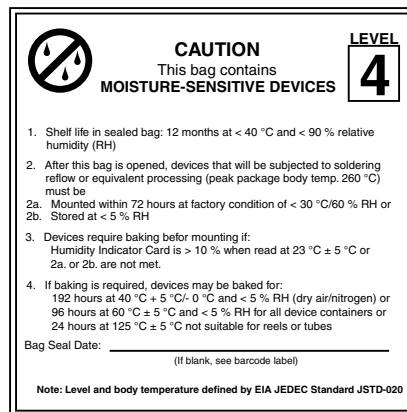 LEVEL
4
CAUTION
This bag contains
MOISTURE-SENSITIVE DEVICES
1. Shelf life in sealed bag: 12 months at < 40 °C and < 90 % relative
humidity (RH)
2. After this bag is opened, devices that will be subjected to soldering
reflow or equivalent processing (peak package body temp. 260 °C)
must be
2a. Mounted within 72 hours at factory condition of < 30 °C/60 % RH or
2b. Stored at < 5 % RH
3. Devices require baking befor mounting if:
Humidity Indicator Card is > 10 % when read at 23 °C ± 5 °C or
2a. or 2b. are not met.
4. If baking is required, devices may be baked for:
192 hours at 40 °C + 5 °C/- 0 °C and < 5 % RH (dry air/nitrogen) or
96 hours at 60 °C ± 5 °C and < 5 % RH for all device containers or
24 hours at 125 °C ± 5 °C not suitable for reels or tubes
Bag Seal Date:
(If blank, see barcode label)
Note: Level and body temperature defined by EIA JEDEC Standard JSTD-020